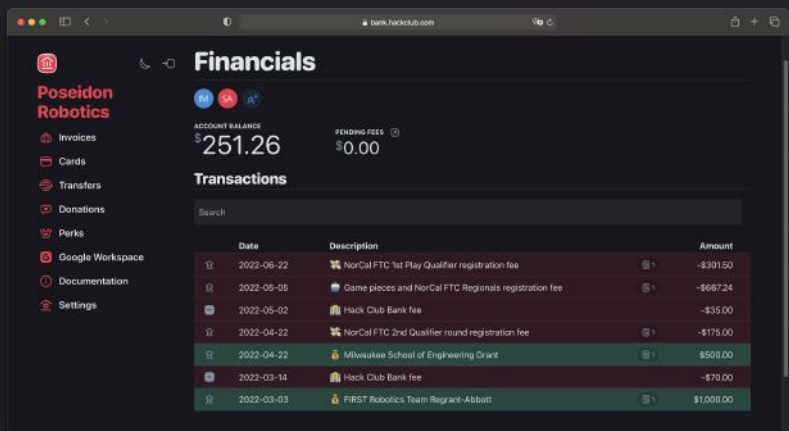 bank.hackclub.com
Financials
Poseidon
Robotics
IM SA
ACCOUNT BALANCE
$251.26
PENDING FEES
$0.00
Invoices
Cards
Transfers
Donations
Perks
Google Workspace
Documentation
Settings
Transactions
Search
Date Description Amount
2022-06-22 NorCal FTC 1st Play Qualifier registration fee 1 -$301.50
2022-05-05 Game pieces and NorCal FTC Regionals registration fee 1 -$667.24
2022-05-02 Hack Club Bank fee -$35.00
2022-04-22 NorCal FTC 2nd Qualifier round registration fee 1 -$175.00
2022-04-22 Milwaukee School of Engineering Grant 1 $500.00
2022-03-14 Hack Club Bank fee -$70.00
2022-03-03 FIRST Robotics Team Regrant-Abbott 1 $1,000.00